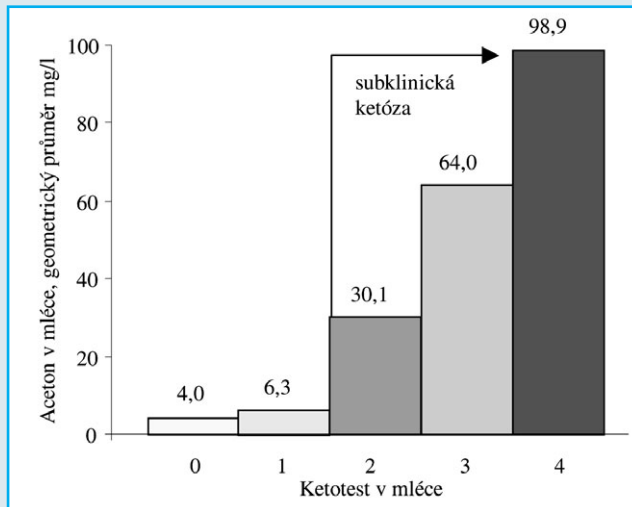 Aceton v mléce, geometrický průměr mg/l
100
80
60
40
20
0
98,9
subklinická
ketóza
64,0
30,1
4,0
6,3
0 1 2 3 4
Ketotest v mléce